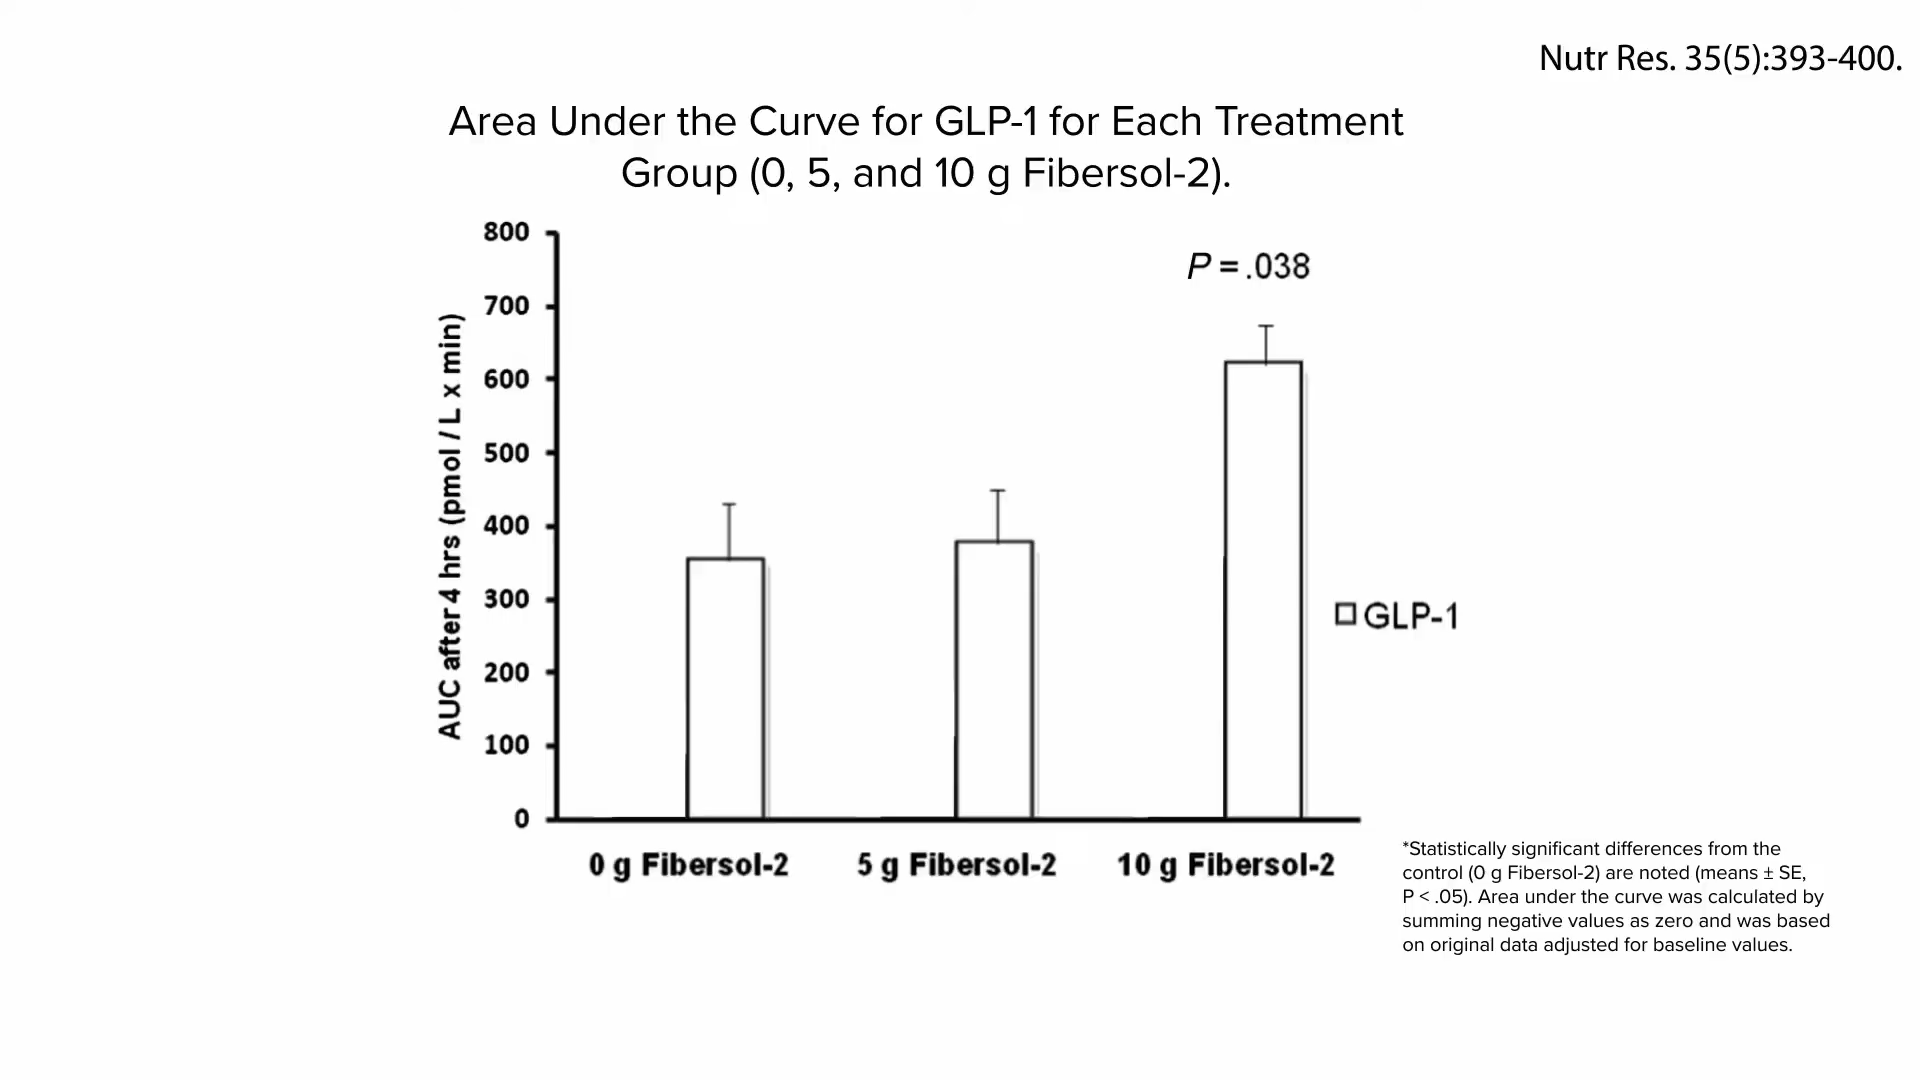 Nutr Res. 35(5):393-400.
Area Under the Curve for GLP-1 for Each Treatment
Group (0, 5, and 10 g Fibersol-2).
AUC after 4 hrs (pmol / L x min)
800
700
600
500
400
300
200
100
0
P = .038
GLP-1
0 g Fibersol-2
5 g Fibersol-2
10 g Fibersol-2
*Statistically significant differences from the
control (0 g Fibersol-2) are noted (means ± SE,
P < .05). Area under the curve was calculated by
summing negative values as zero and was based
on original data adjusted for baseline values.